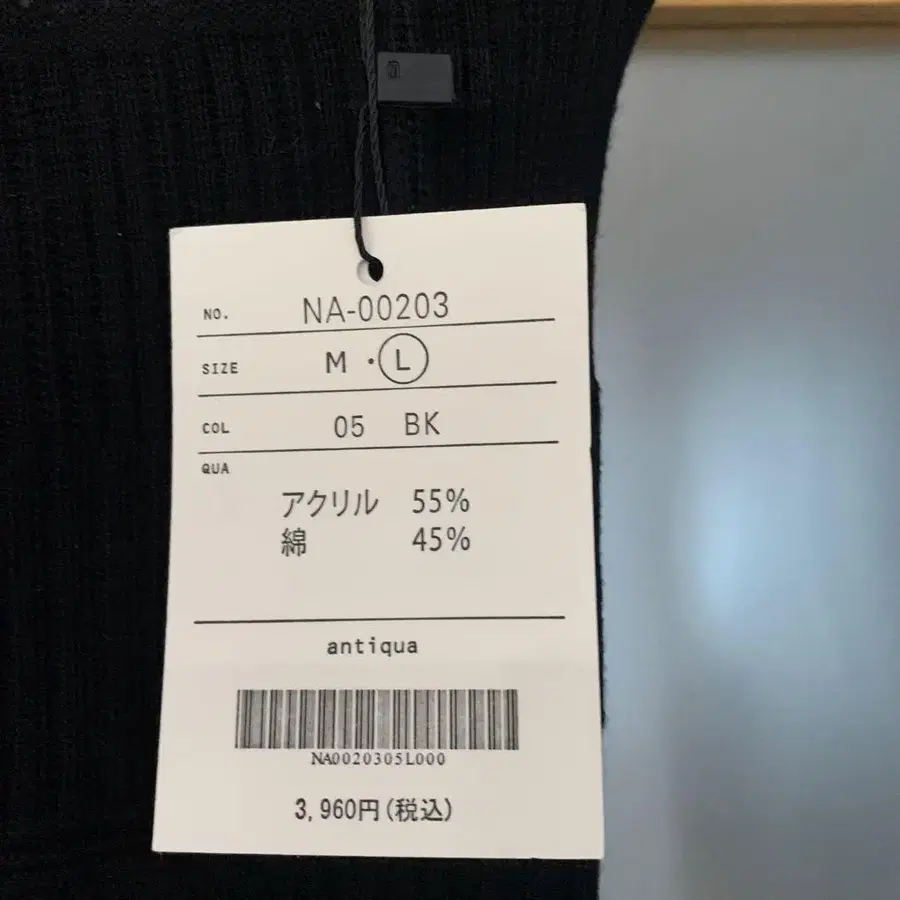 NO. NA-00203
SIZE M・Ⓛ
COL 05 BK
QUA
アクリル 55%
綿 45%
antiqua
NA0020305L000
3,960円(税込)